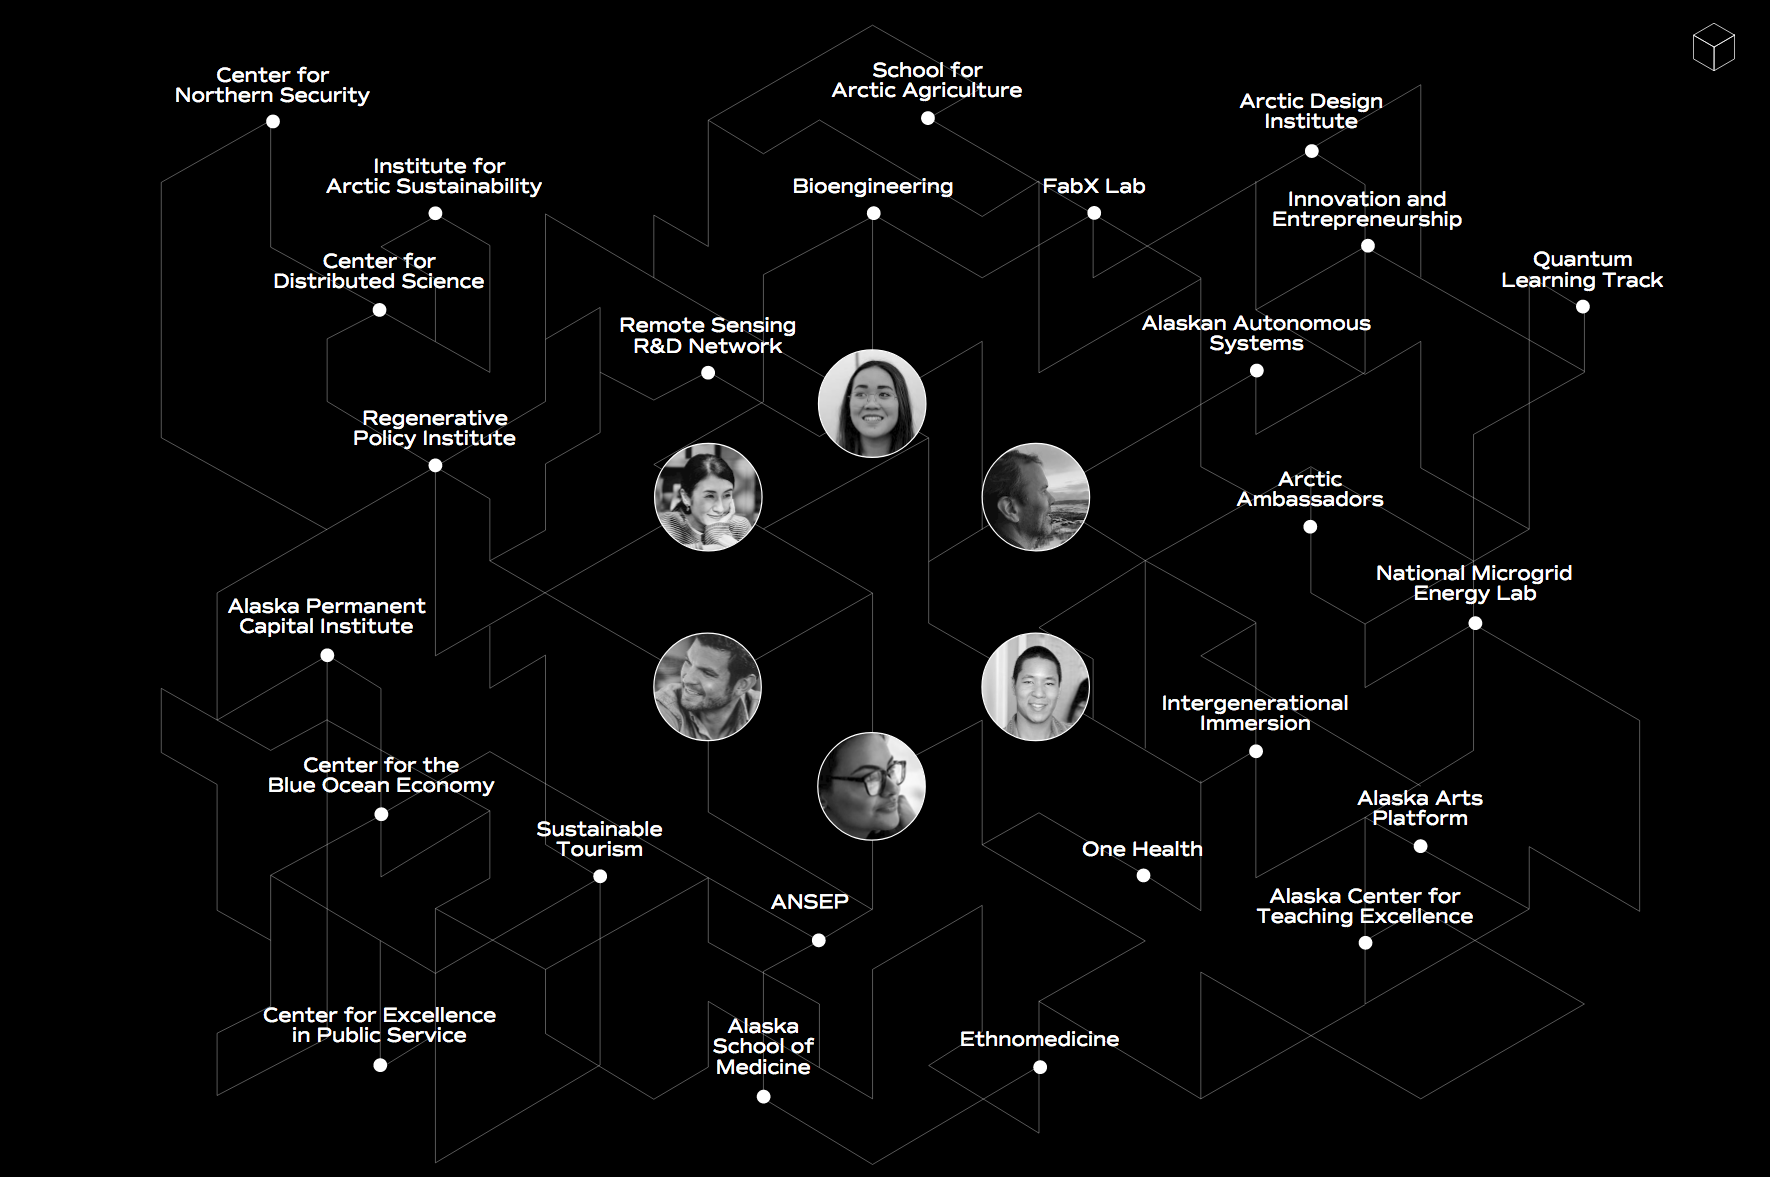 Center for
Northern Security
School for
Arctic Agriculture
Arctic Design
Institute
Institute for
Arctic Sustainability
Bioengineering
FabX Lab
Innovation and
Entrepreneurship
Center for
Distributed Science
Quantum
Learning Track
Remote Sensing
R&D Network
Alaskan Autonomous
Systems
Regenerative
Policy Institute
Arctic
Ambassadors
National Microgrid
Energy Lab
Alaska Permanent
Capital Institute
Intergenerational
Immersion
Center for the
Blue Ocean Economy
Alaska Arts
Platform
Sustainable
Tourism
One Health
ANSEP
Alaska Center for
Teaching Excellence
Center for Excellence
in Public Service
Alaska
School of
Medicine
Ethnomedicine